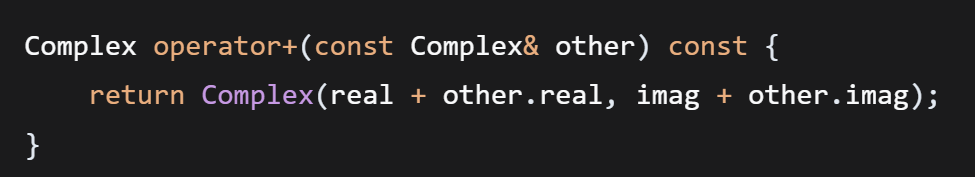 Complex operator+(const Complex& other) const {
    return Complex(real + other.real, imag + other.imag);
}